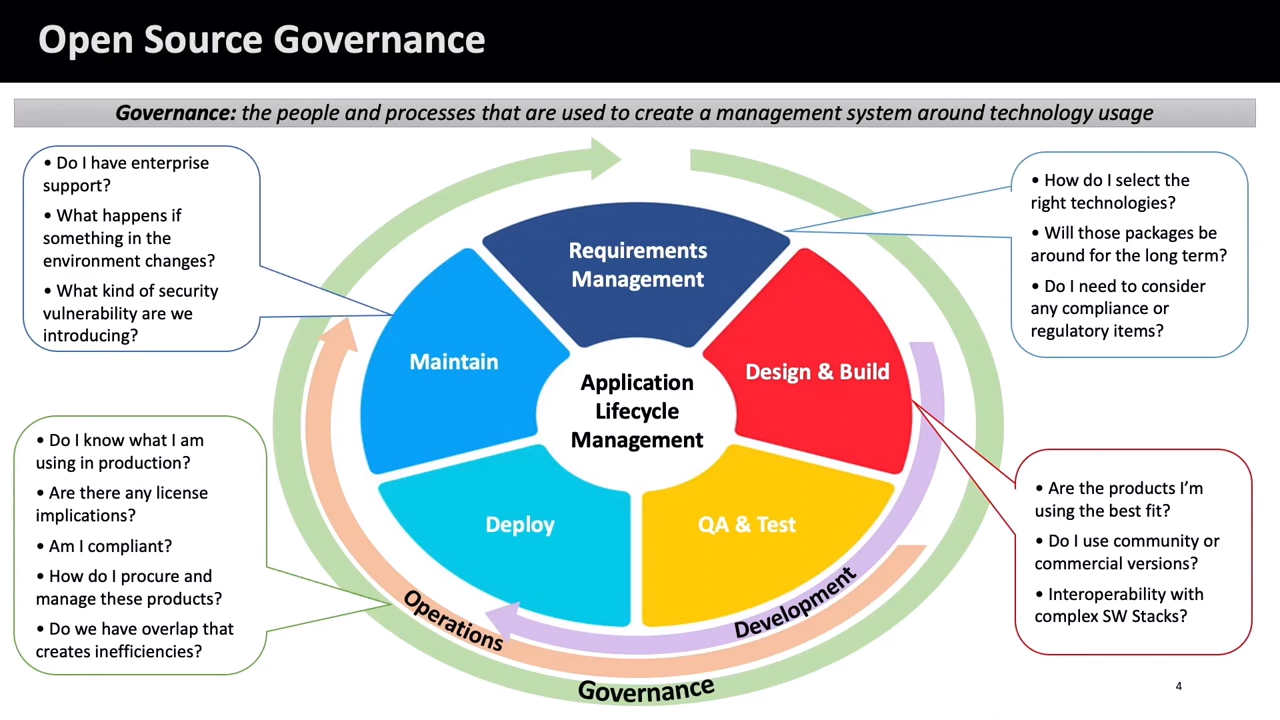 Open Source Governance
Governance: the people and processes that are used to create a management system around technology usage
• Do I have enterprise
support?
• What happens if
something in the
environment changes?
• What kind of security
vulnerability are we
introducing?
• How do I select the
right technologies?
• Will those packages be
around for the long term?
• Do I need to consider
any compliance or
regulatory items?
Requirements
Management
Maintain
Design & Build
Application
Lifecycle
Management
Deploy
QA & Test
• Do I know what I am
using in production?
• Are there any license
implications?
• Am I compliant?
• How do I procure and
manage these products?
• Do we have overlap that
creates inefficiencies?
• Are the products I’m
using the best fit?
• Do I use community or
commercial versions?
• Interoperability with
complex SW Stacks?
Operations
Development
Governance
4